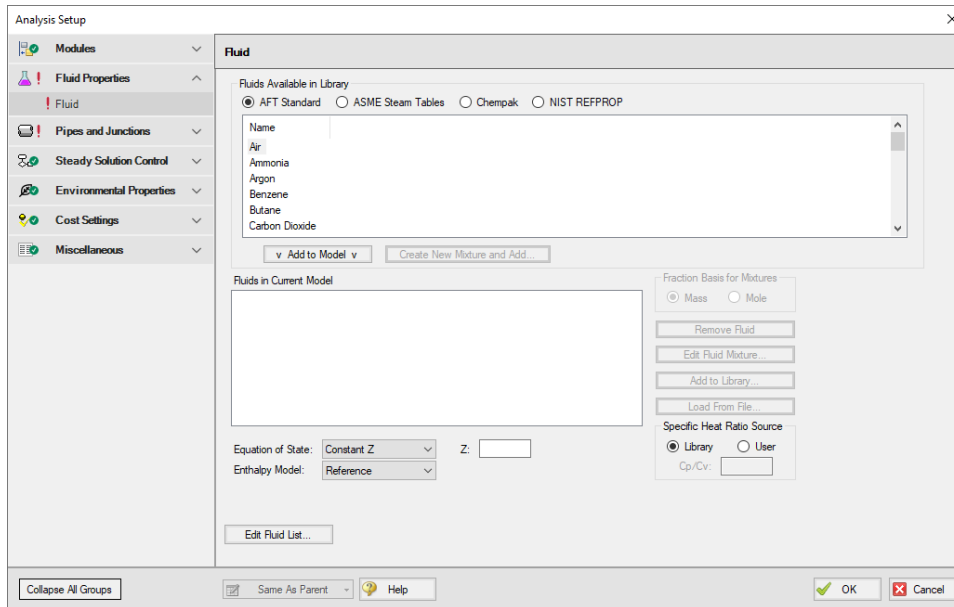 Analysis Setup
Modules
Fluid Properties
Fluid
Pipes and Junctions
Steady Solution Control
Environmental Properties
Cost Settings
Miscellaneous
Collapse All Groups
Fluid
Fluids Available in Library
AFT Standard ASME Steam Tables Chempak NIST REFPROP
Name
Air
Ammonia
Argon
Benzene
Butane
Carbon Dioxide
v Add to Model v Create New Mixture and Add...
Fluids in Current Model
Fraction Basis for Mixtures
Mass Mole
Remove Fluid
Edit Fluid Mixture...
Add to Library...
Load From File...
Specific Heat Ratio Source
Library User
Cp/Cv:
Equation of State: Constant Z Z:
Enthalpy Model: Reference
Edit Fluid List...
Same As Parent Help OK Cancel